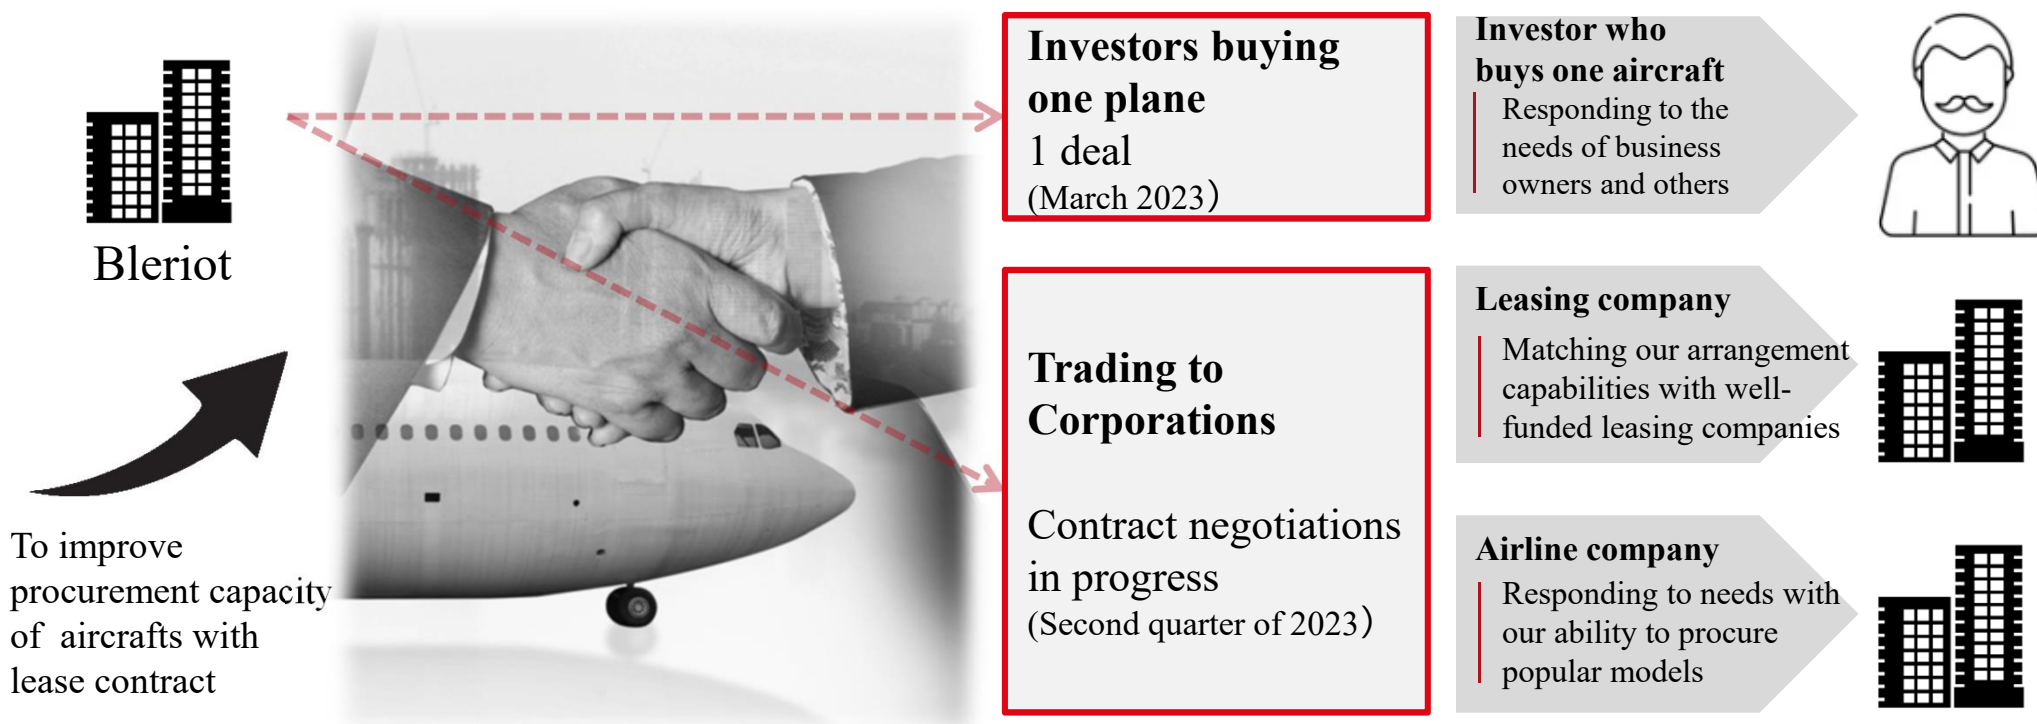 Bleriot
To improve
procurement capacity
of aircrafts with
lease contract
Investors buying
one plane
1 deal
(March 2023）
Trading to
Corporations
Contract negotiations
in progress
(Second quarter of 2023）
Investor who
buys one aircraft
Responding to the
needs of business
owners and others
Leasing company
Matching our arrangement
capabilities with well-
funded leasing companies
Airline company
Responding to needs with
our ability to procure
popular models